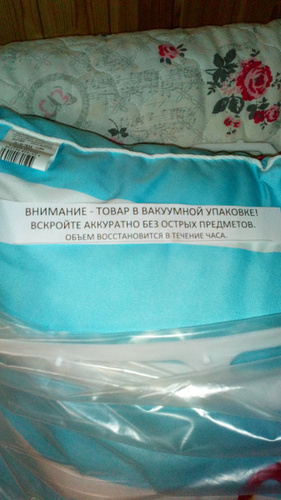 ВНИМАНИЕ - ТОВАР В ВАКУУМНОЙ УПАКОВКЕ!
ВСКРОЙТЕ АККУРАТНО БЕЗ ОСТРЫХ ПРЕДМЕТОВ.
ОБЪЕМ ВОССТАНОВИТСЯ В ТЕЧЕНИЕ ЧАСА.